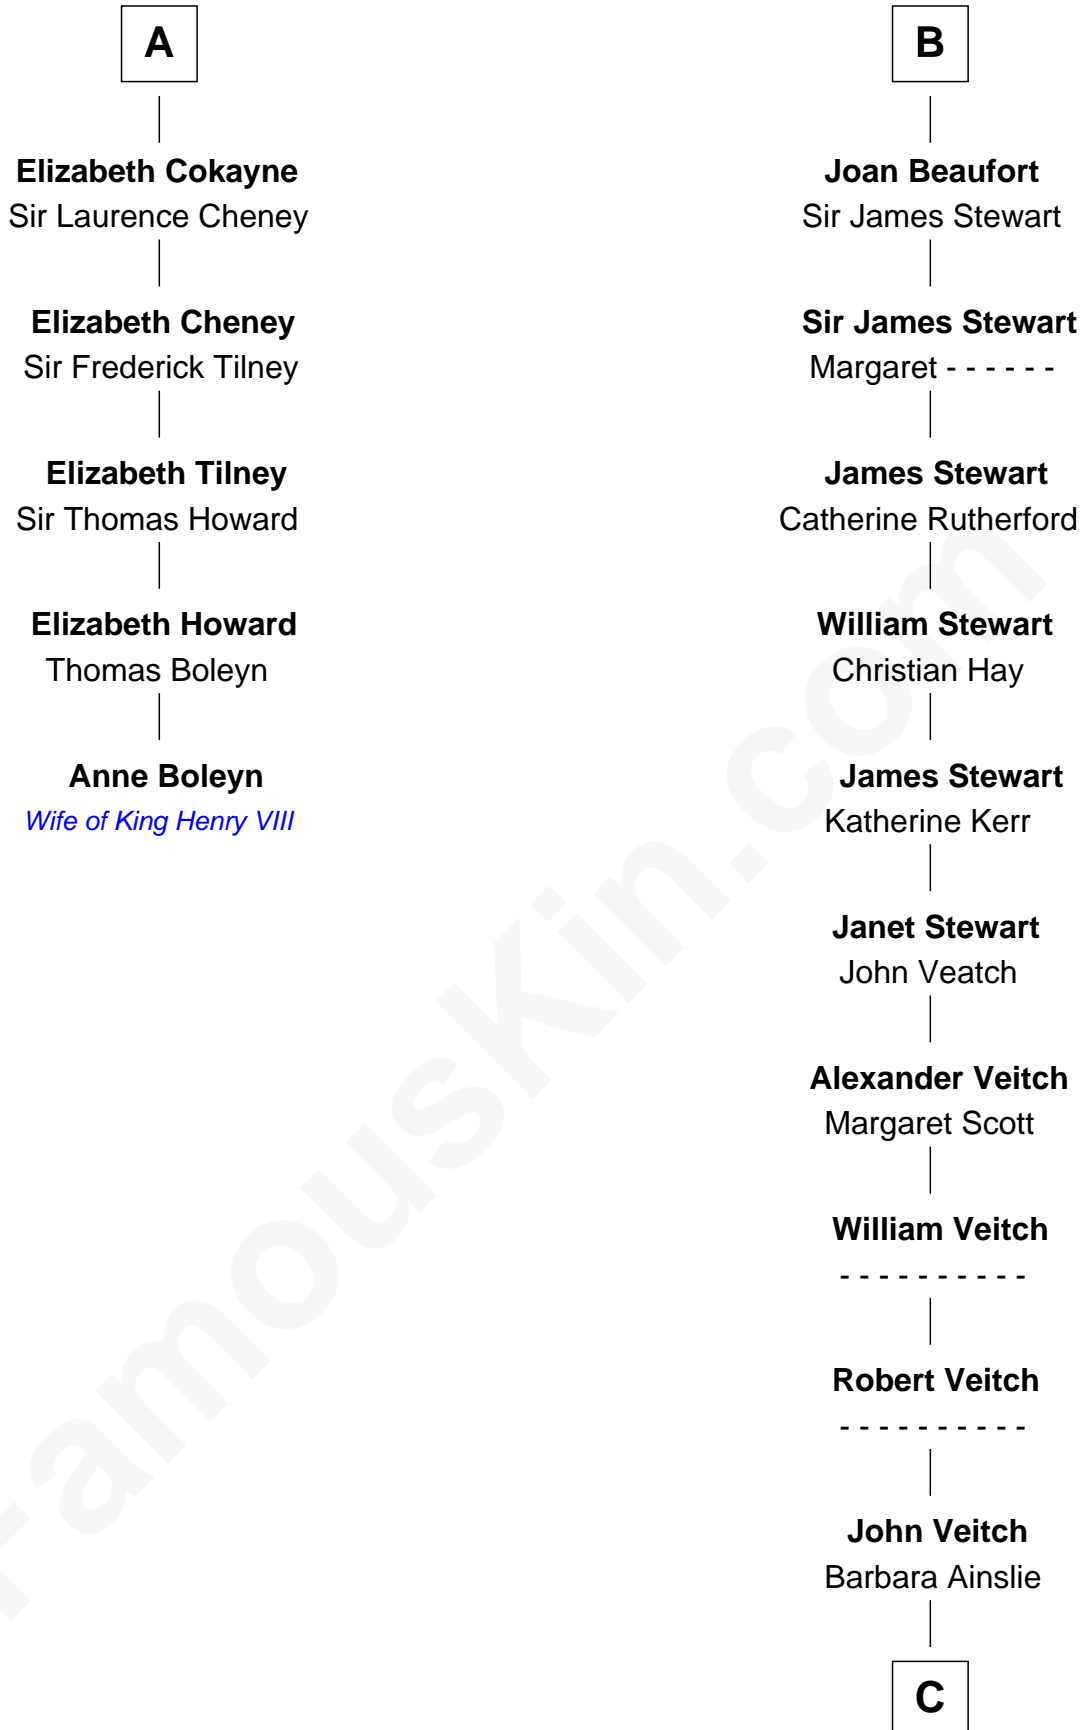 A
Elizabeth Cokayne
Sir Laurence Cheney
Elizabeth Cheney
Sir Frederick Tilney
Elizabeth Tilney
Sir Thomas Howard
Elizabeth Howard
Thomas Boleyn
Anne Boleyn
Wife of King Henry VIII
B
Joan Beaufort
Sir James Stewart
Sir James Stewart
Margaret - - - - - -
James Stewart
Catherine Rutherford
William Stewart
Christian Hay
James Stewart
Katherine Kerr
Janet Stewart
John Veatch
Alexander Veitch
Margaret Scott
William Veitch
- - - - - - - - - -
Robert Veitch
- - - - - - - - - -
John Veitch
Barbara Ainslie
C
FamousKin.com